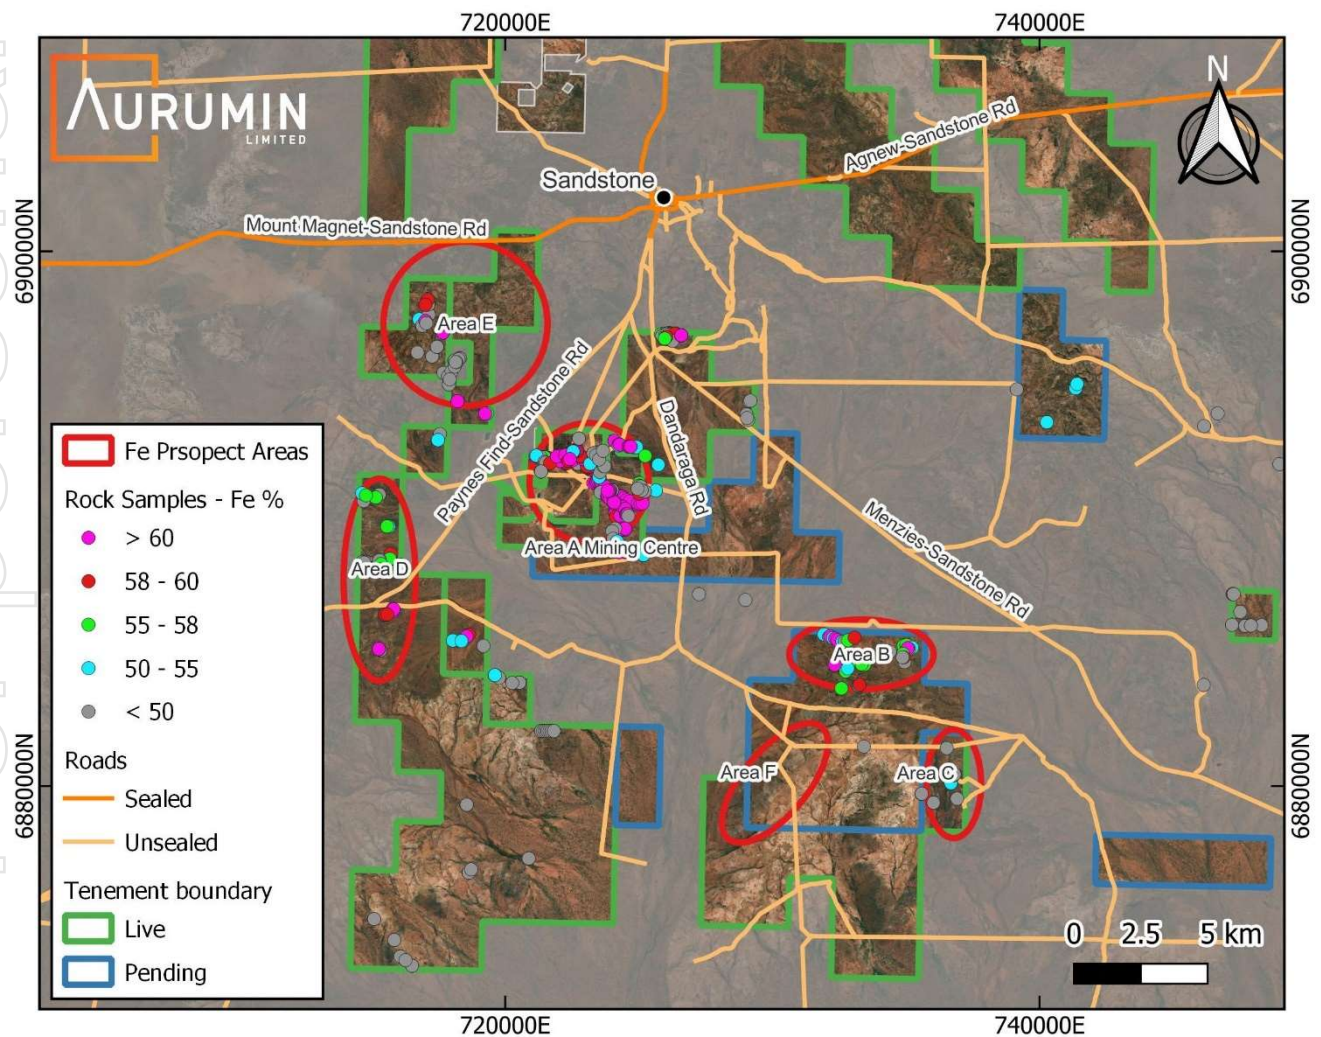 720000E
740000E
AURUMIN
LIMITED
N
Agnew-Sandstone Rd
Sandstone
Mount Magnet-Sandstone Rd
6900000N
6900000N
Area E
Paynes Find-Sandstone Rd
Dandaraga Rd
Fe Prsopect Areas
Rock Samples - Fe %
> 60
58 - 60
55 - 58
50 - 55
< 50
Roads
Sealed
Unsealed
Tenement boundary
Live
Pending
Menzies-Sandstone Rd
Area A Mining Centre
Area D
Area B
Area F
Area C
6880000N
6880000N
0 2.5 5 km
720000E
740000E